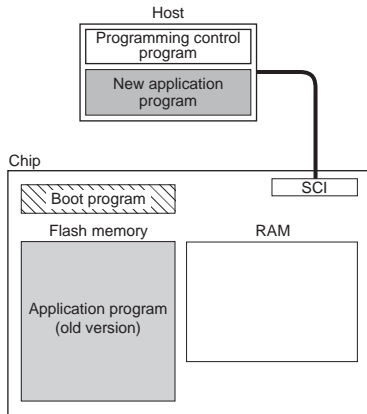 Host
Programming control
program
New application
program
Chip
SCI
Boot program
Flash memory
RAM
Application program
(old version)